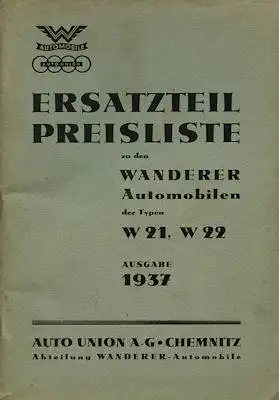 W
AUTOMOBILE
AUTO UNION
ERSATZTEIL
PREISLISTE
zu den
WANDERER
Automobilen
der Typen
W 21, W 22
AUSGABE
1937
AUTO UNION A-G • CHEMNITZ
Abteilung WANDERER-Automobile